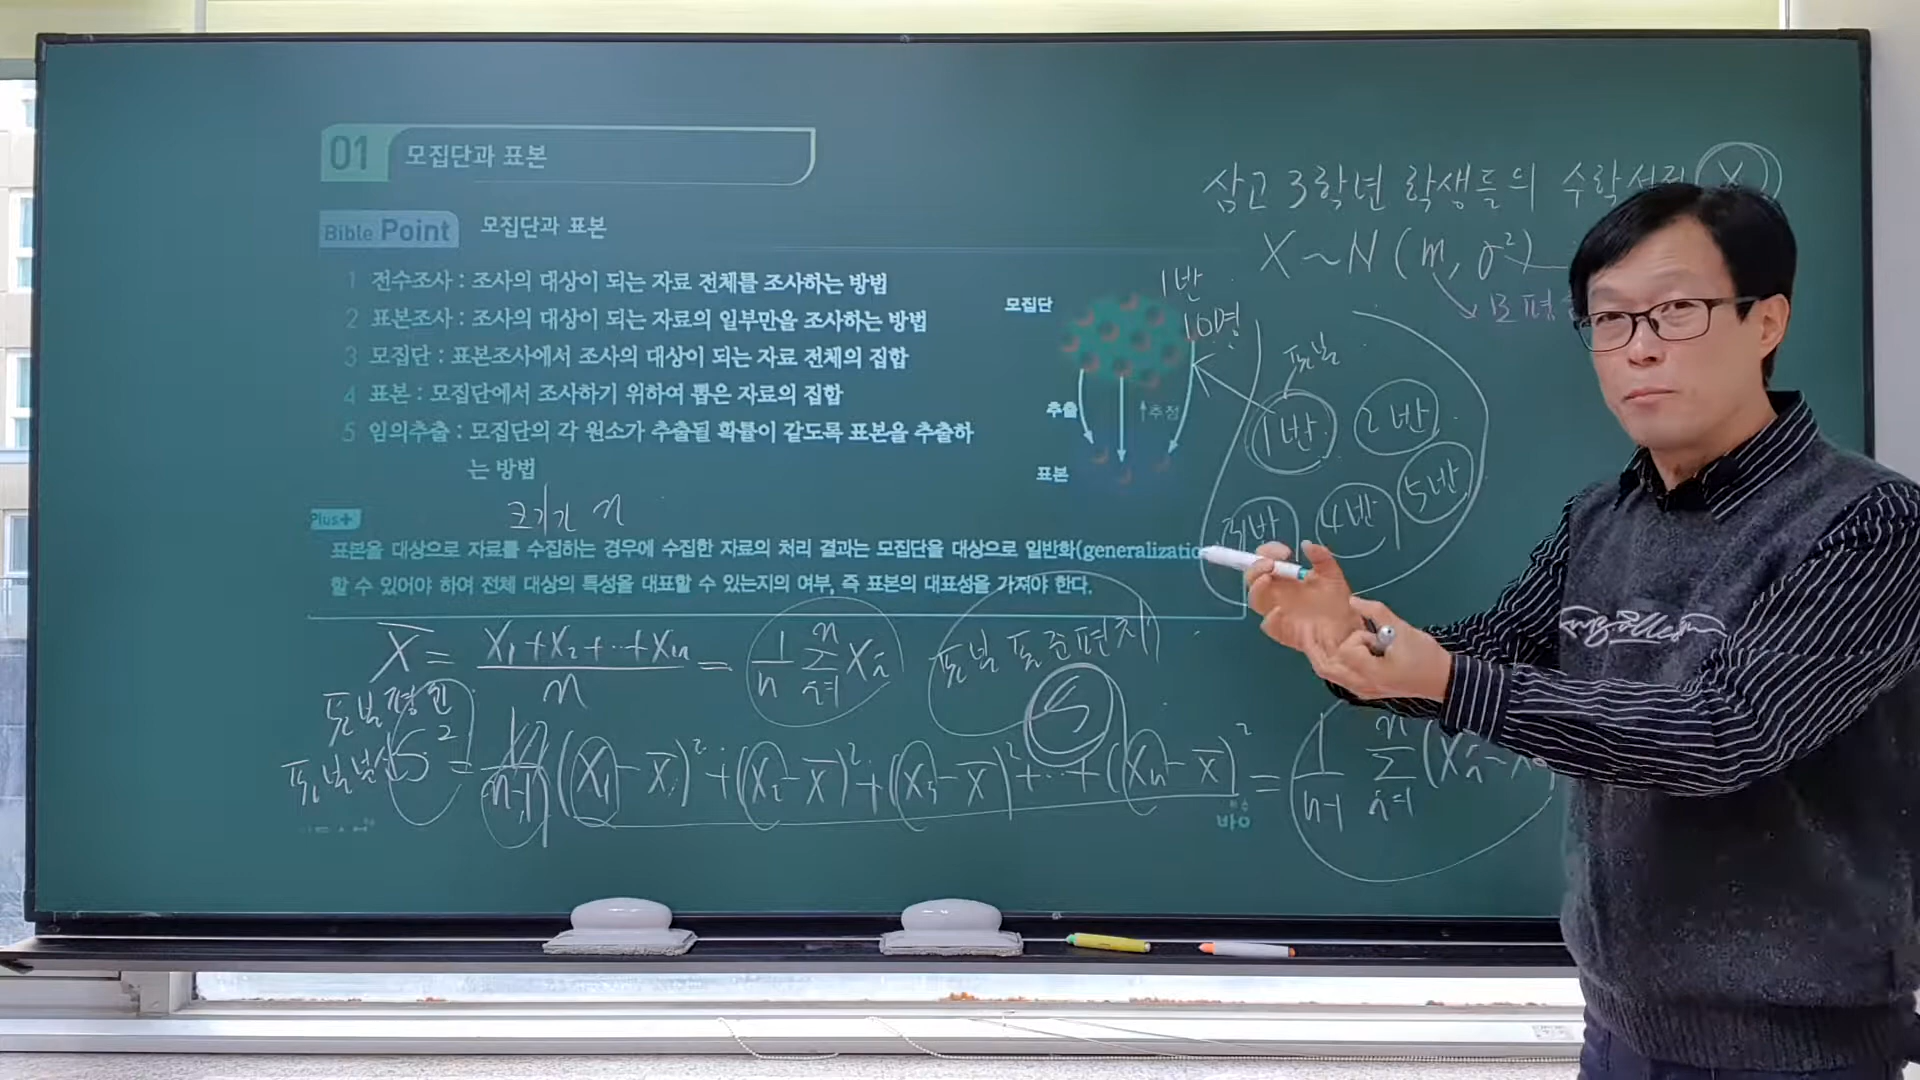 01 모집단과 표본
Bible Point 모집단과 표본
1 전수조사 : 조사의 대상이 되는 자료 전체를 조사하는 방법
2 표본조사 : 조사의 대상이 되는 자료의 일부만을 조사하는 방법
3 모집단 : 표본조사에서 조사의 대상이 되는 자료 전체의 집합
4 표본 : 모집단에서 조사하기 위하여 뽑은 자료의 집합
5 임의추출 : 모집단의 각 원소가 추출될 확률이 같도록 표본을 추출하
는 방법
크기가 n
Plus+
표본을 대상으로 자료를 수집하는 경우에 수집한 자료의 처리 결과는 모집단을 대상으로 일반화(generalizatio
할 수 있어야 하여 전체 대상의 특성을 대표할 수 있는지의 여부, 즉 표본의 대표성을 가져야 한다.
모집단
추출
↑추정
표본
삼고 3학년 학생들의 수학성적 X
X ~ N (m, σ²)
모평
1반
10명
표본
1반 2반
3반 4반 5반
X̄ = X₁+X₂+...+Xₙ / n = 1/n Σ(i=1, n) Xᵢ
표본평균
표본표준편차
S
표본분산 S² = 1/(n-1) (X₁-X̄)²+(X₂-X̄)²+(X₃-X̄)²+...+(Xₙ-X̄)² = 1/(n-1) Σ(i=1, n) (Xᵢ-X